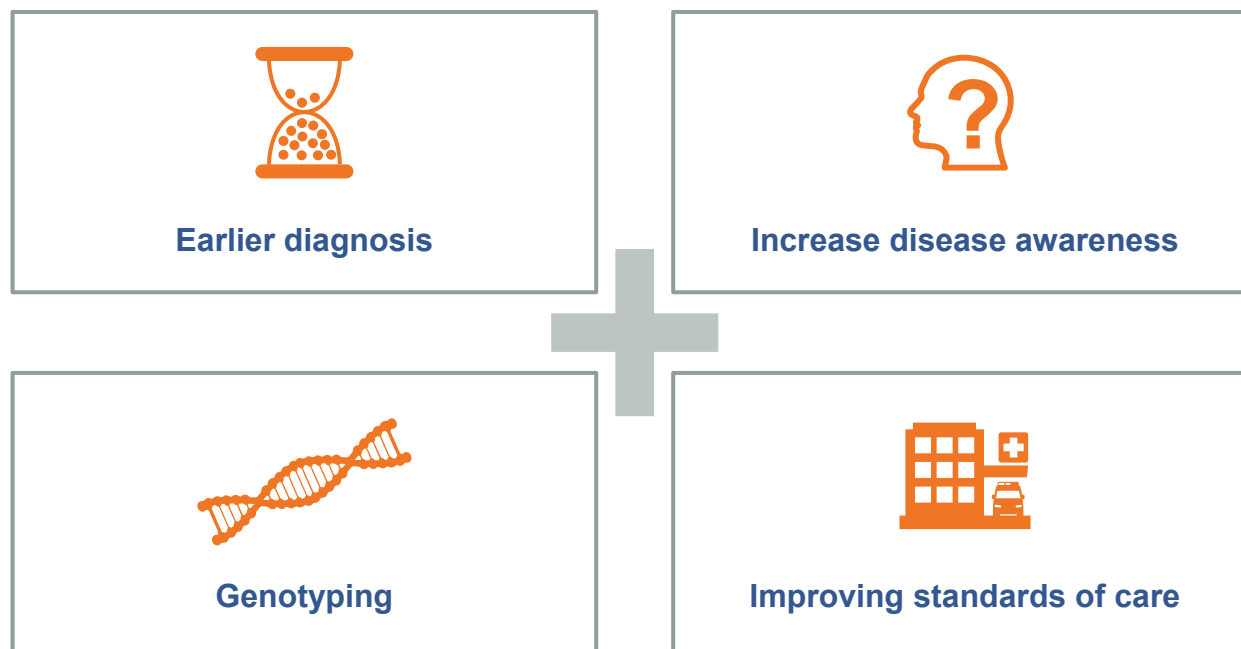 Earlier diagnosis
Increase disease awareness
Genotyping
Improving standards of care